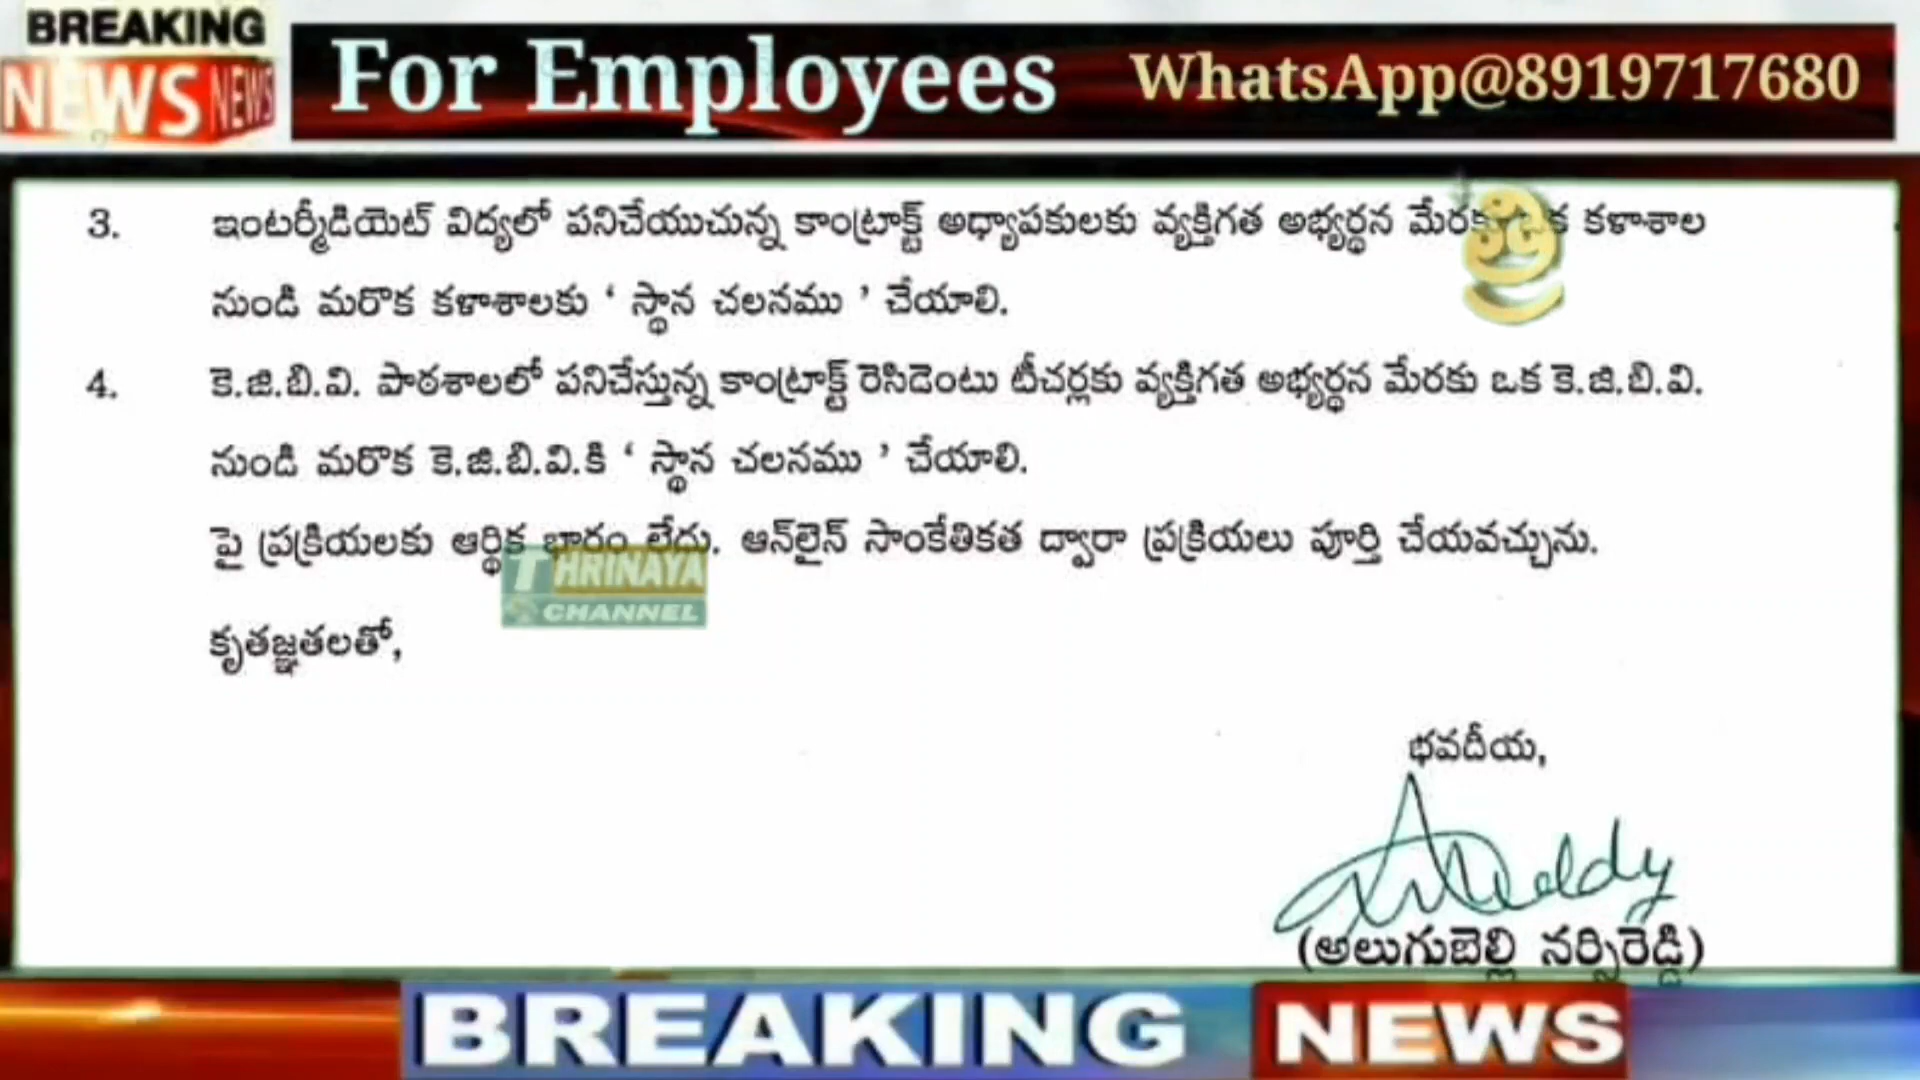 BREAKING
NEWS NEWS
For Employees
WhatsApp@8919717680
3. ఇంటర్మీడియెట్ విద్యలో పనిచేయుచున్న కాంట్రాక్ట్ అధ్యాపకులకు వ్యక్తిగత అభ్యర్థన మేరకు ఒక కళాశాల
నుండి మరొక కళాశాలకు ‘ స్థాన చలనము ’ చేయాలి.
4. కె.జి.బి.వి. పాఠశాలలో పనిచేస్తున్న కాంట్రాక్ట్ రెసిడెంటు టీచర్లకు వ్యక్తిగత అభ్యర్థన మేరకు ఒక కె.జి.బి.వి.
నుండి మరొక కె.జి.బి.వి.కి ‘ స్థాన చలనము ’ చేయాలి.
పై ప్రక్రియలకు ఆర్థిక భారం లేదు. ఆన్‌లైన్ సాంకేతికత ద్వారా ప్రక్రియలు పూర్తి చేయవచ్చును.
THRINAYA
CHANNEL
కృతజ్ఞతలతో,
భవదీయ,
(అలుగుబెల్లి నర్సిరెడ్డి)
BREAKING NEWS